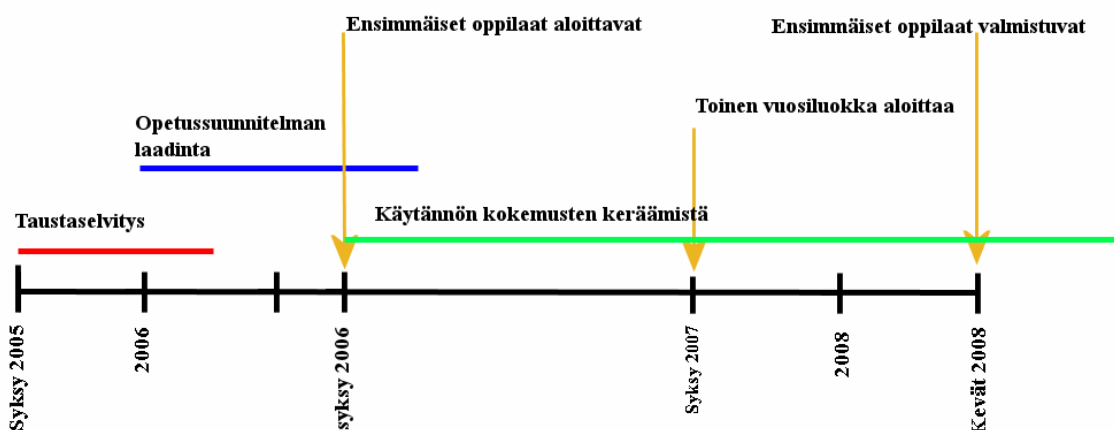 Ensimmäiset oppilaat aloittavat
Ensimmäiset oppilaat valmistuvat
Toinen vuosiluokka aloittaa
Opetussuunnitelman
laadinta
Taustaselvitys
Käytännön kokemusten keräämistä
Syksy 2005
2006
syksy 2006
Syksy 2007
2008
Kevät 2008